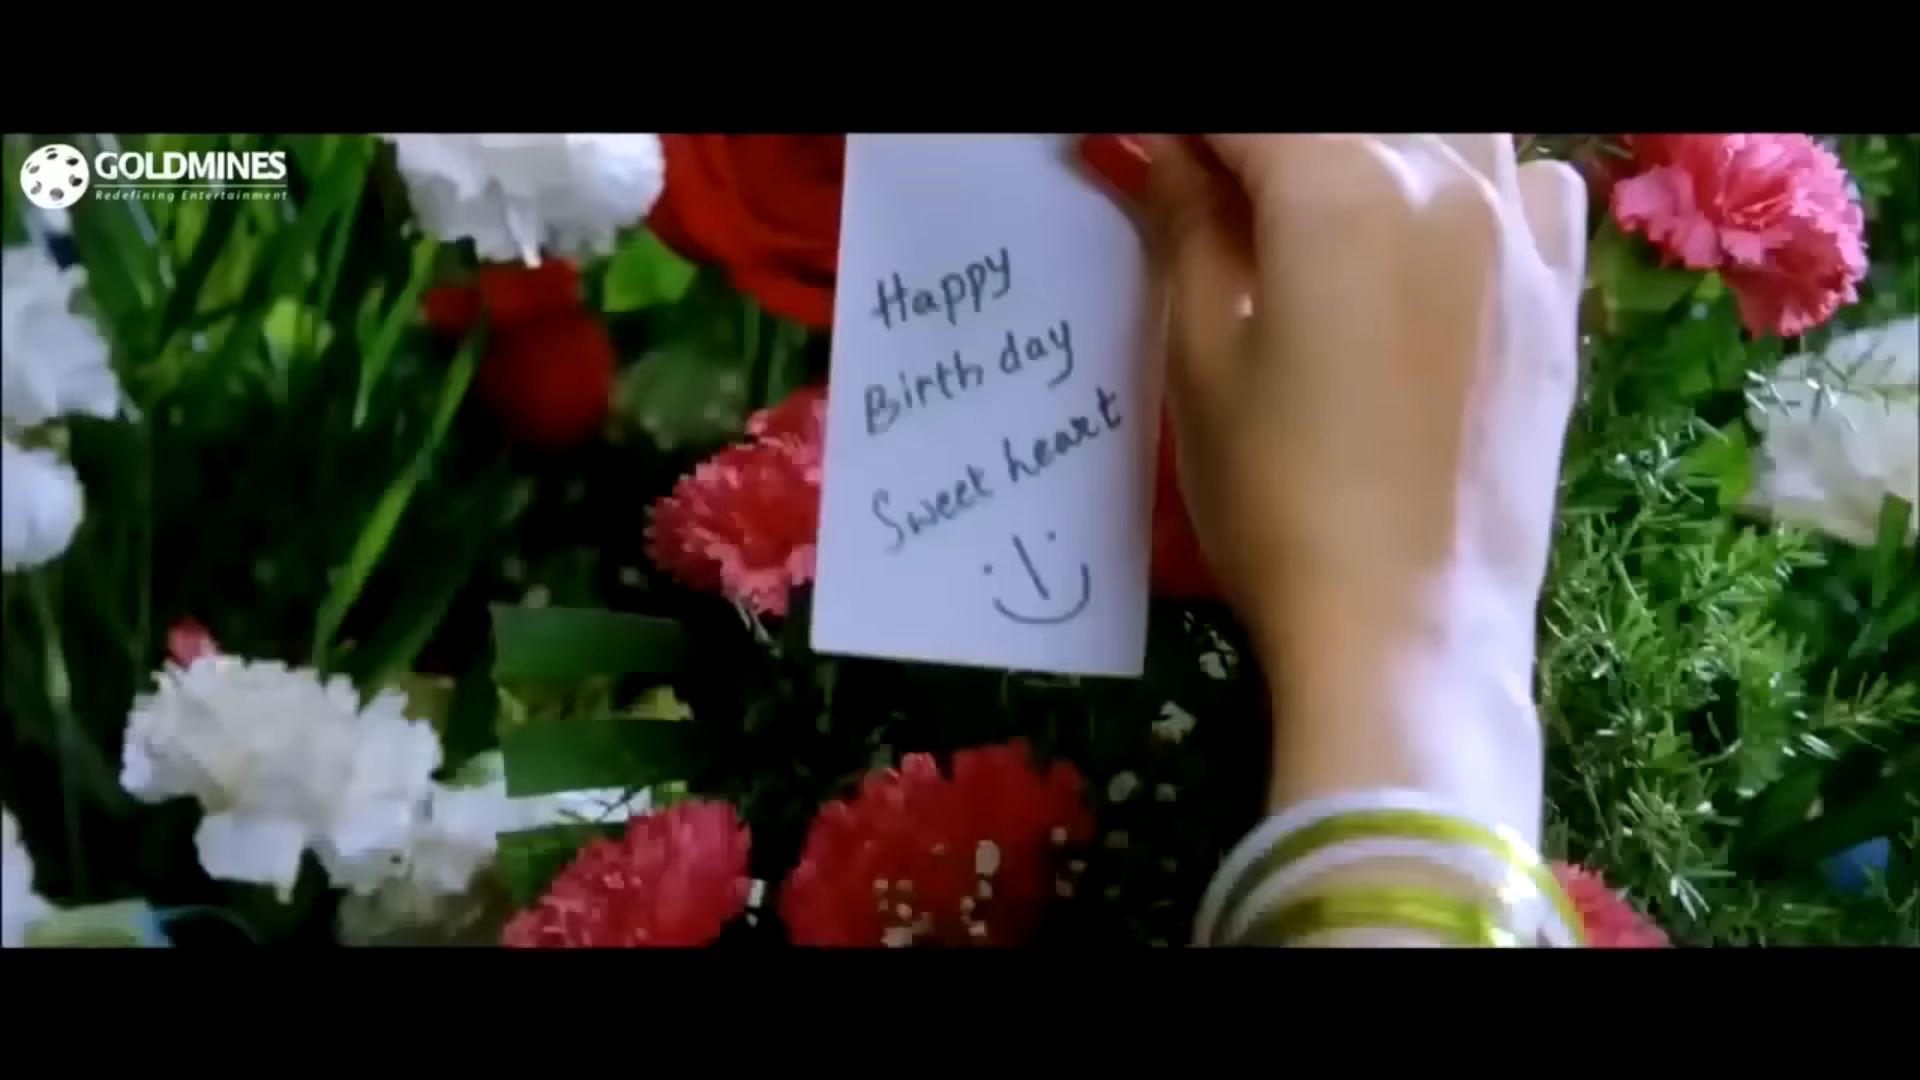 GOLDMINES
Redefining Entertainment
Happy
Birth day
Sweet heart